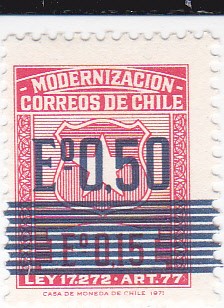 - MODERNIZACION -
CORREOS DE CHILE
Eº0.50
Eº0.15
LEY 17.272 · ART. 77
CASA DE MONEDA DE CHILE 1971